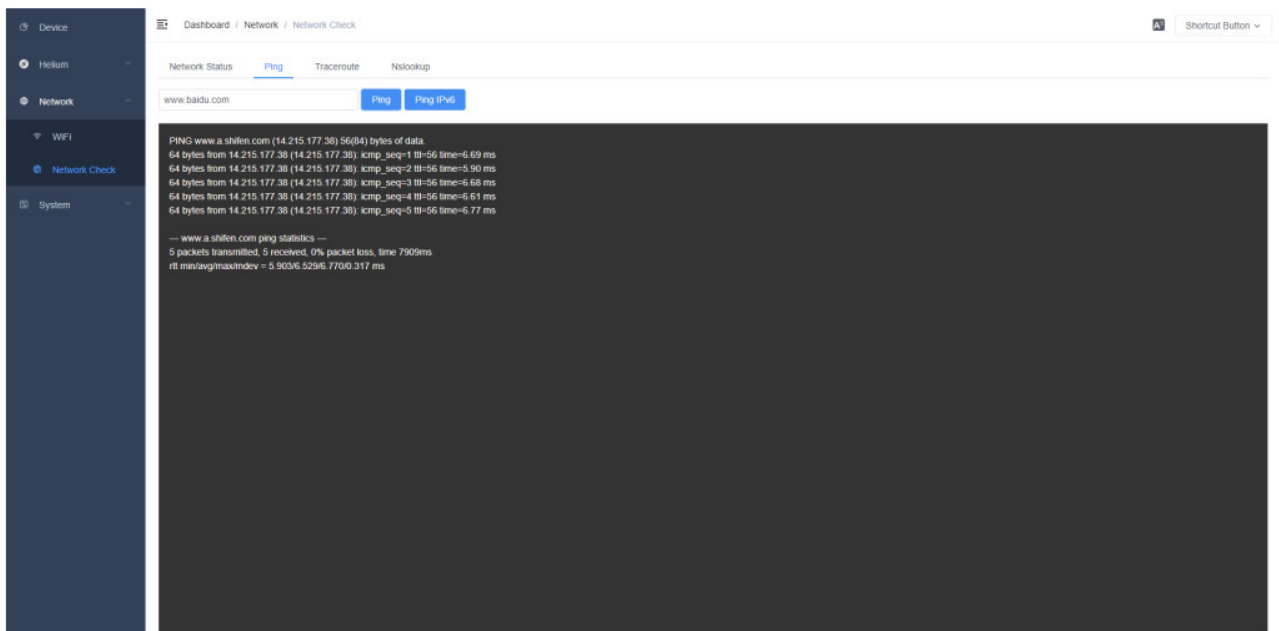 Device
Dashboard / Network / Network Check
Shortcut Button
Helium
Network
WiFi
Network Check
System
Network Status Ping Traceroute Nslookup
www.baidu.com Ping Ping IPv6
PING www.a.shifen.com (14.215.177.38) 56(84) bytes of data.
64 bytes from 14.215.177.38 (14.215.177.38): icmp_seq=1 ttl=56 time=6.69 ms
64 bytes from 14.215.177.38 (14.215.177.38): icmp_seq=2 ttl=56 time=5.90 ms
64 bytes from 14.215.177.38 (14.215.177.38): icmp_seq=3 ttl=56 time=6.68 ms
64 bytes from 14.215.177.38 (14.215.177.38): icmp_seq=4 ttl=56 time=6.61 ms
64 bytes from 14.215.177.38 (14.215.177.38): icmp_seq=5 ttl=56 time=6.77 ms
--- www.a.shifen.com ping statistics ---
5 packets transmitted, 5 received, 0% packet loss, time 7909ms
rtt min/avg/max/mdev = 5.903/6.529/6.770/0.317 ms